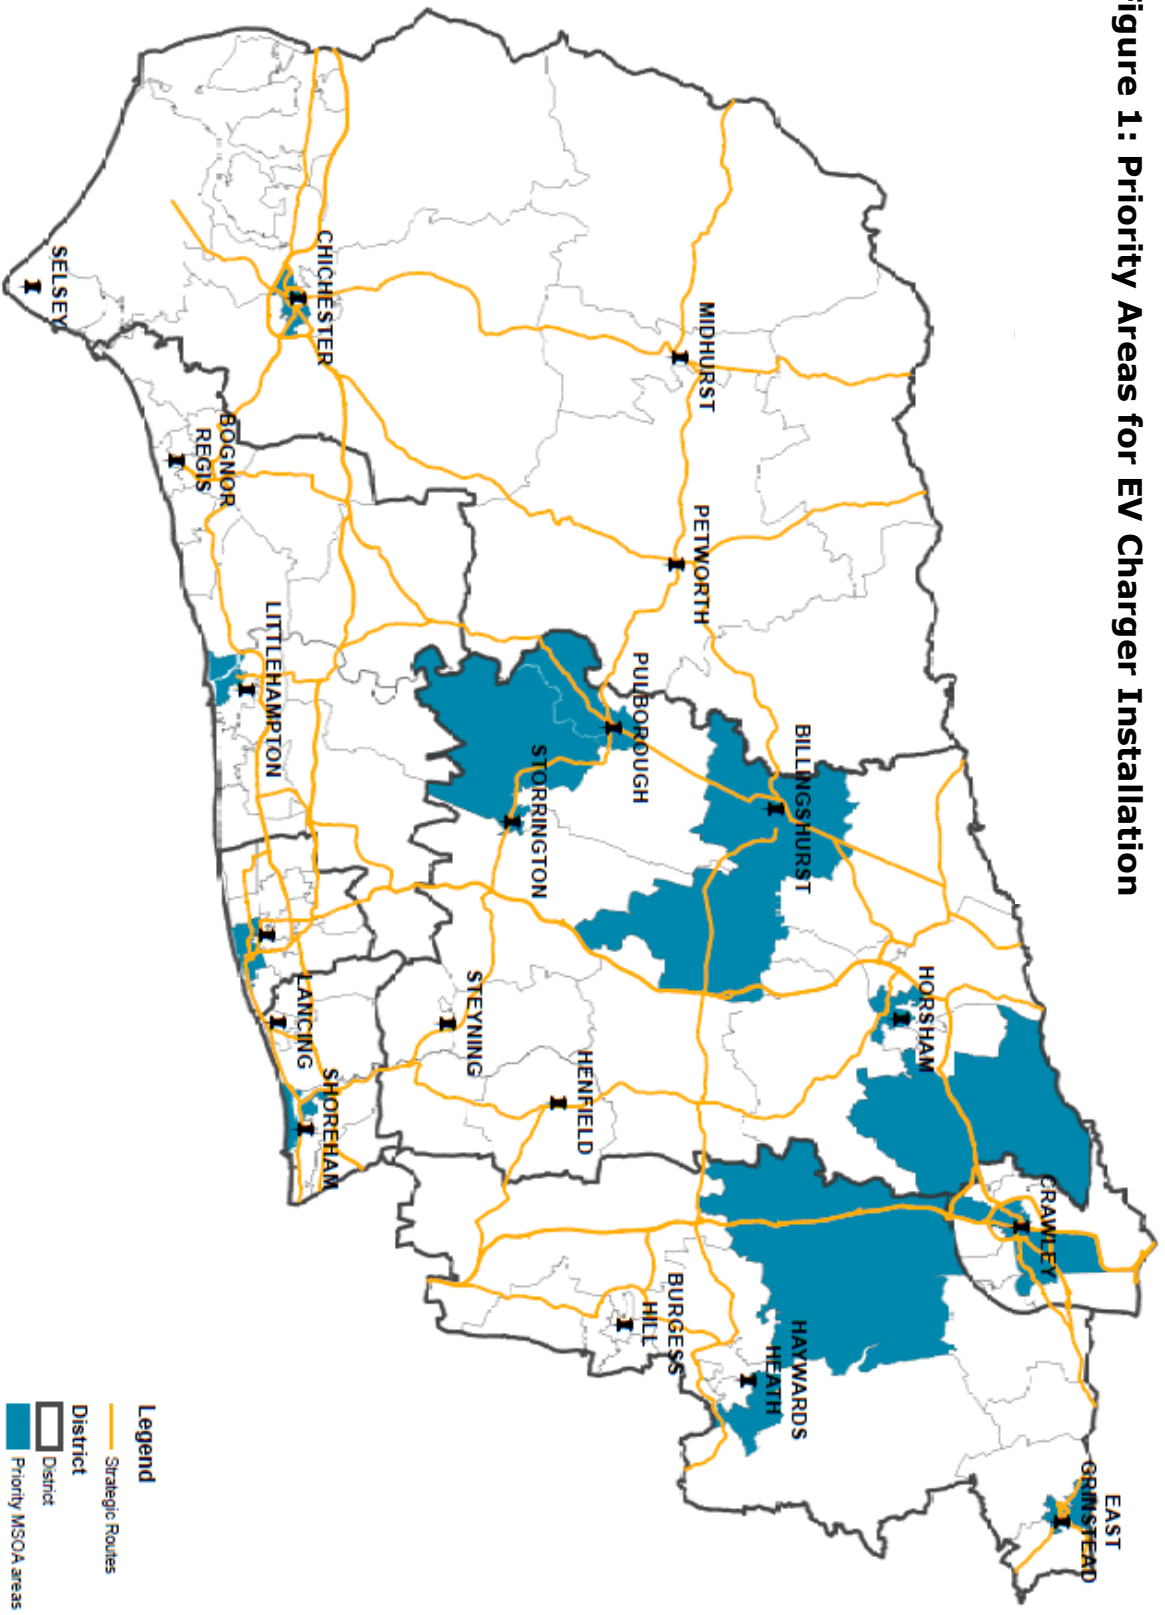 Figure 1: Priority Areas for EV Charger Installation
EAST
GRINSTEAD
CRAWLEY
HORSHAM
BILLINGSHURST
HAYWARDS
HEATH
MIDHURST
PETWORTH
PULBOROUGH
BURGESS
HILL
STORRINGTON
HENFIELD
STEYNING
CHICHESTER
LITTLEHAMPTON
LANCING
SHOREHAM
BOGNOR
REGIS
SELSEY
Legend
Strategic Routes
District
District
Priority MSOA areas